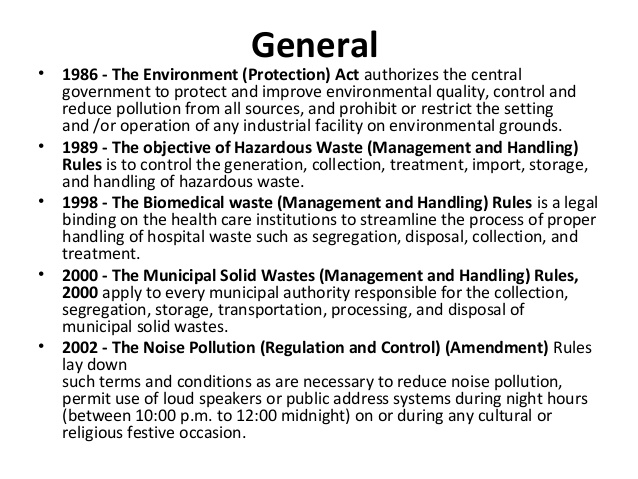 General
• 1986 - The Environment (Protection) Act authorizes the central
government to protect and improve environmental quality, control and
reduce pollution from all sources, and prohibit or restrict the setting
and /or operation of any industrial facility on environmental grounds.
• 1989 - The objective of Hazardous Waste (Management and Handling)
Rules is to control the generation, collection, treatment, import, storage,
and handling of hazardous waste.
• 1998 - The Biomedical waste (Management and Handling) Rules is a legal
binding on the health care institutions to streamline the process of proper
handling of hospital waste such as segregation, disposal, collection, and
treatment.
• 2000 - The Municipal Solid Wastes (Management and Handling) Rules,
2000 apply to every municipal authority responsible for the collection,
segregation, storage, transportation, processing, and disposal of
municipal solid wastes.
• 2002 - The Noise Pollution (Regulation and Control) (Amendment) Rules
lay down
such terms and conditions as are necessary to reduce noise pollution,
permit use of loud speakers or public address systems during night hours
(between 10:00 p.m. to 12:00 midnight) on or during any cultural or
religious festive occasion.